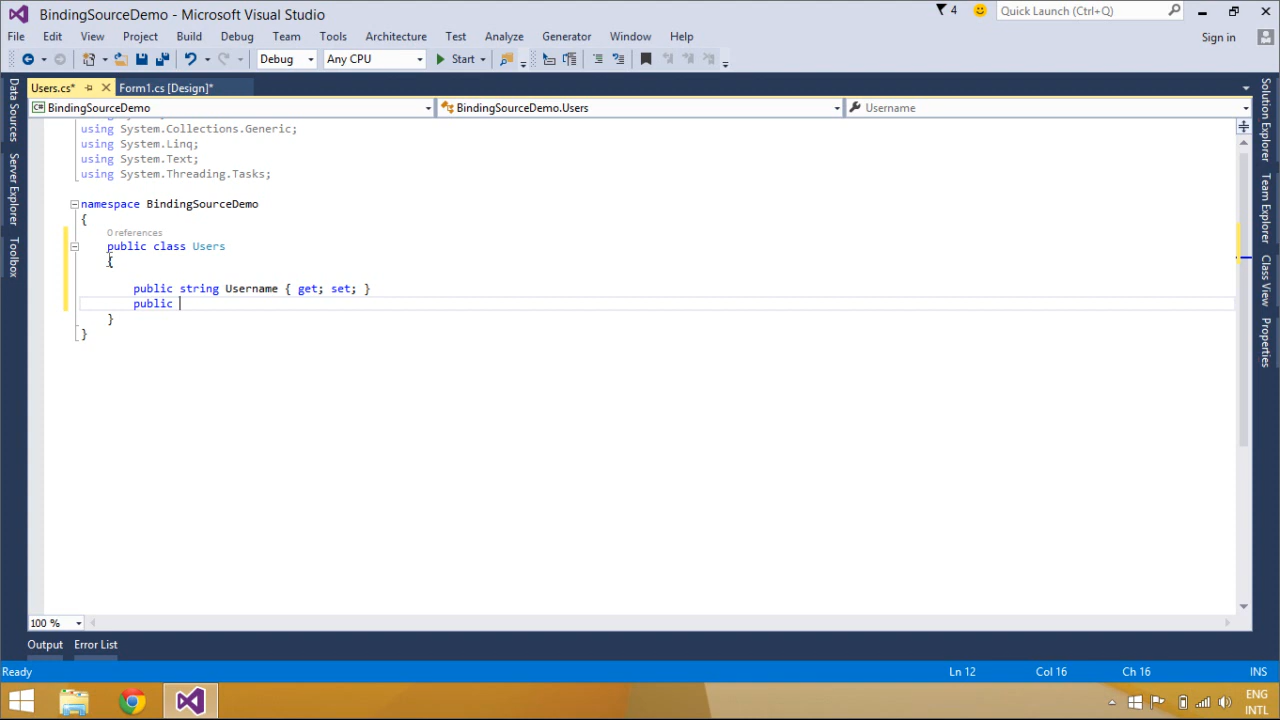 BindingSourceDemo - Microsoft Visual Studio
4
Quick Launch (Ctrl+Q)
File Edit View Project Build Debug Team Tools Architecture Test Analyze Generator Window Help
Sign in
Debug Any CPU Start
Users.cs* Form1.cs [Design]*
BindingSourceDemo BindingSourceDemo.Users Username
Data Sources
Server Explorer
Toolbox
using System.Collections.Generic;
using System.Linq;
using System.Text;
using System.Threading.Tasks;
namespace BindingSourceDemo
{
0 references
public class Users
{
public string Username { get; set; }
public
}
}
Solution Explorer
Team Explorer
Class View
Properties
100 %
Output Error List
Ready Ln 12 Col 16 Ch 16 INS
ENG
INTL